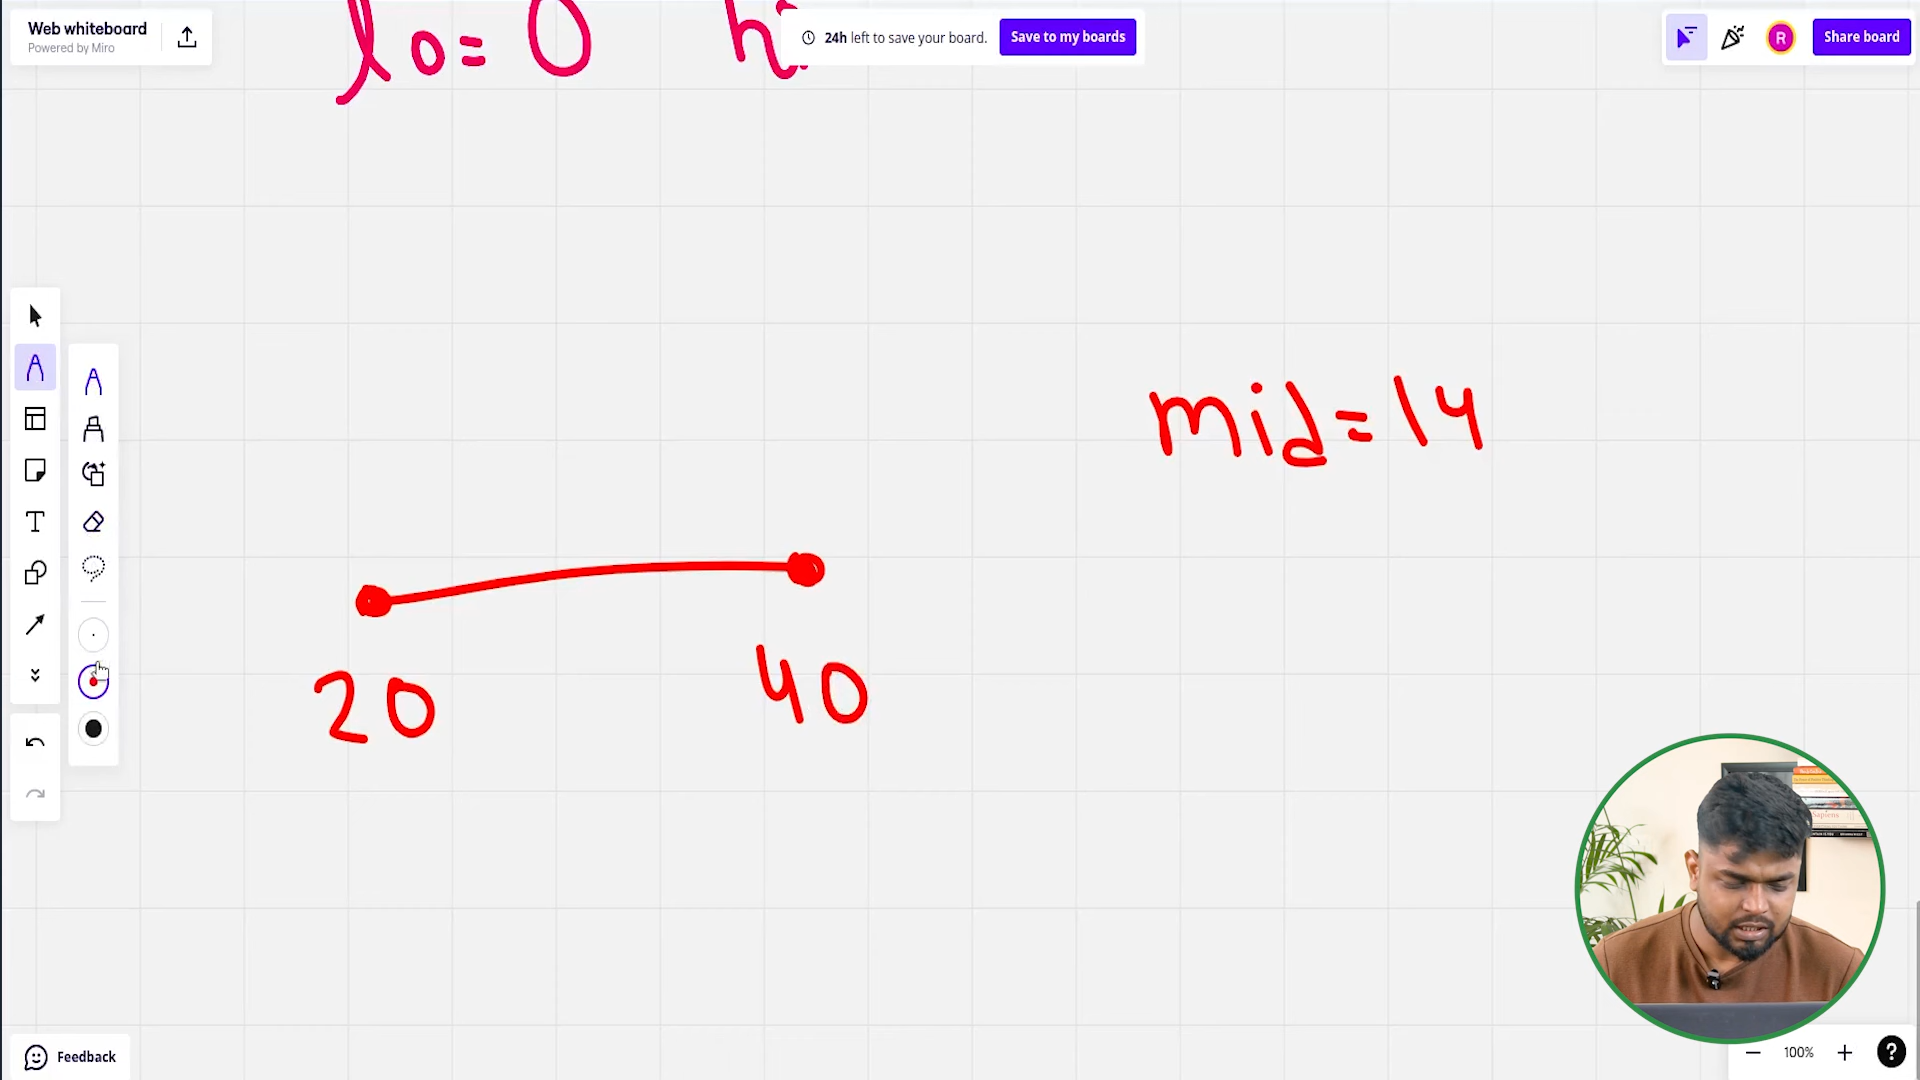 Web whiteboard
Powered by Miro
lo=0
24h left to save your board.
Save to my boards
R
Share board
mid=14
20
40
Feedback
100%
?